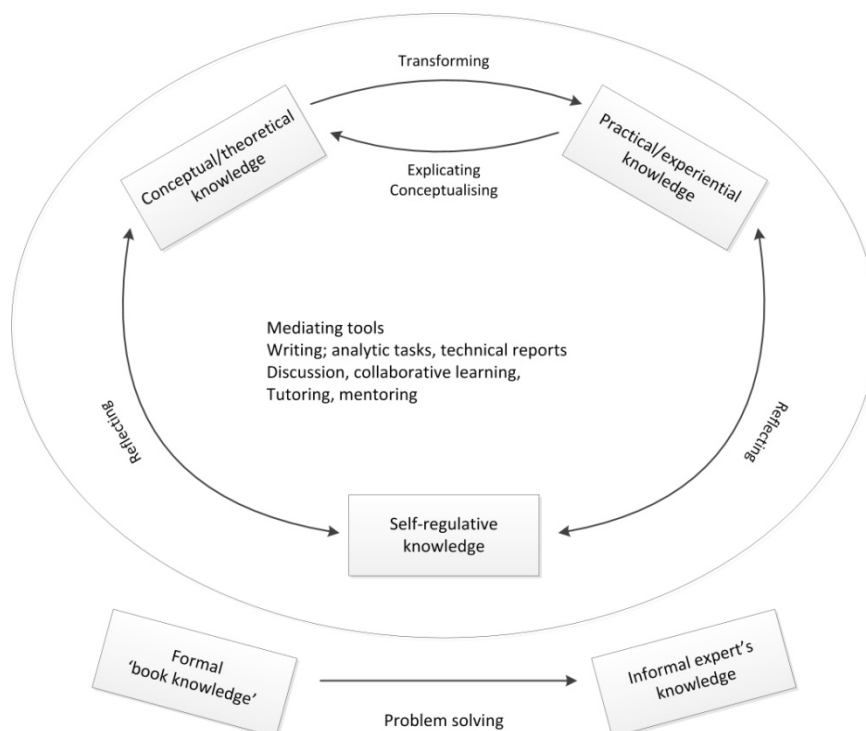 Transforming
Conceptual/theoretical
knowledge
Practical/experiential
knowledge
Explicating
Conceptualising
Mediating tools
Writing; analytic tasks, technical reports
Discussion, collaborative learning,
Tutoring, mentoring
Reflecting
Reflecting
Self-regulative
knowledge
Formal
‘book knowledge’
Informal expert’s
knowledge
Problem solving